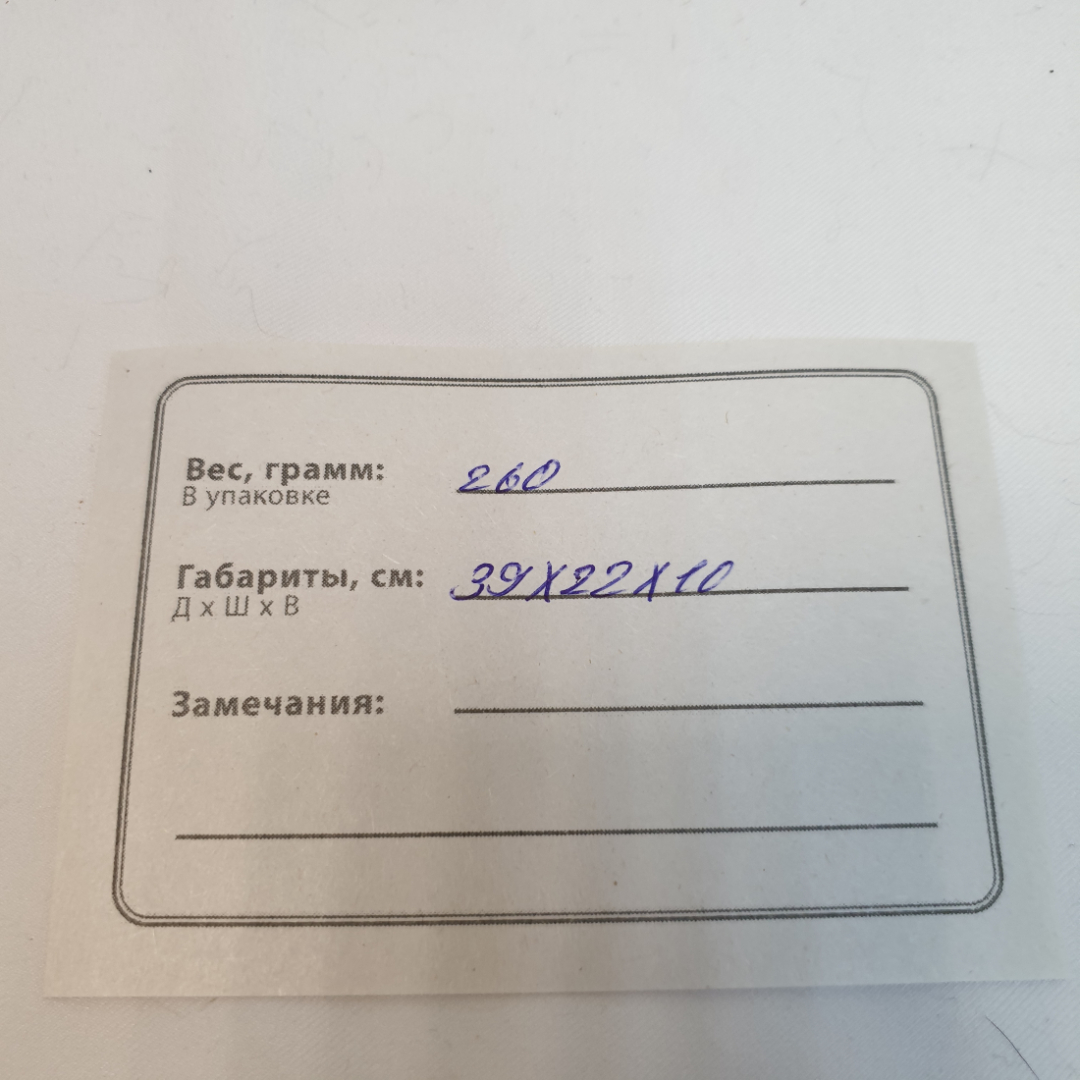 Вес, грамм: 260
В упаковке
Габариты, см: 39X22X10
Д x Ш x В
Замечания: